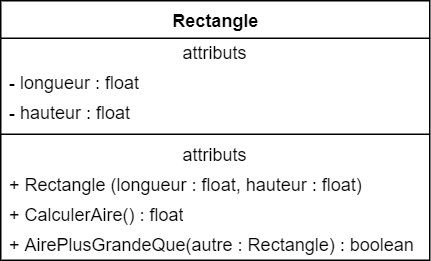 Rectangle
attributs
- longueur : float
- hauteur : float
attributs
+ Rectangle (longueur : float, hauteur : float)
+ CalculerAire() : float
+ AirePlusGrandeQue(autre : Rectangle) : boolean